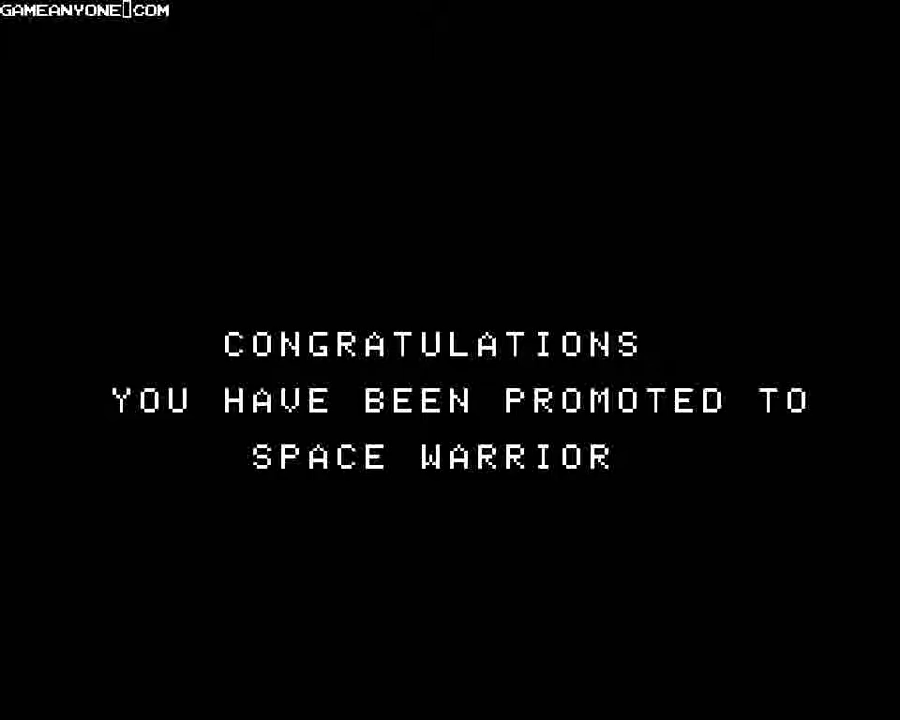 GAMEANYONE▯COM
CONGRATULATIONS
YOU HAVE BEEN PROMOTED TO
SPACE WARRIOR